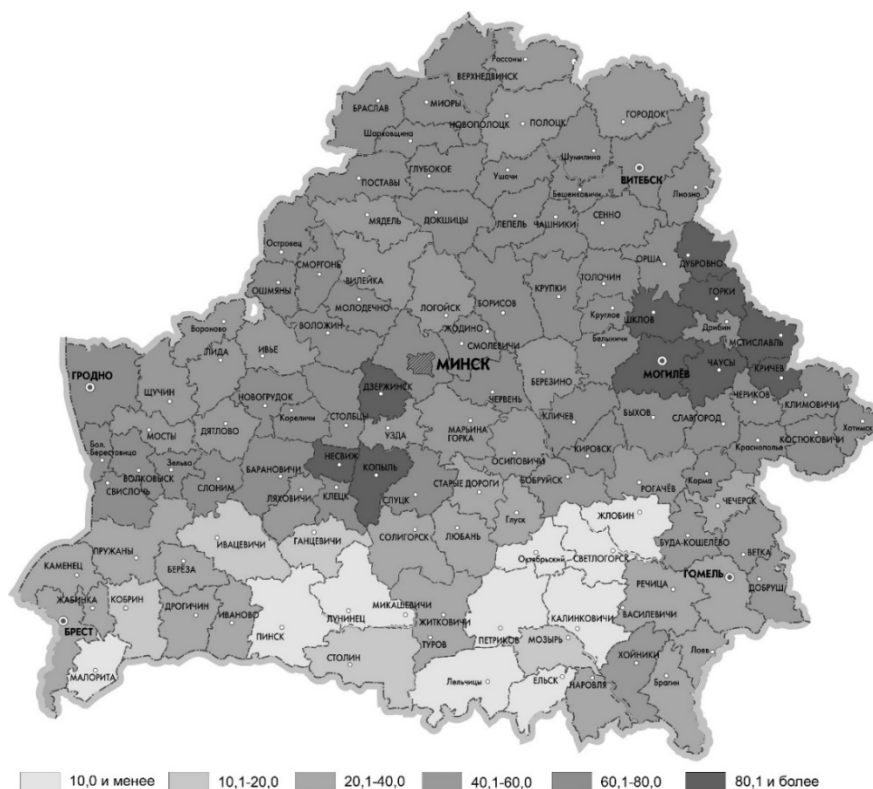 Россоны
ВЕРХНЕДВИНСК
БРАСЛАВ
МИОРЫ
ГОРОДОК
НОВОПОЛОЦК
ПОЛОЦК
Шарковщина
Шумилино
ГЛУБОКОЕ
Ушачи
ВИТЕБСК
ПОСТАВЫ
Бешенковичи
Лиозно
МЯДЕЛЬ
ДОКШИЦЫ
ЛЕПЕЛЬ
ЧАШНИКИ
СЕННО
Островец
СМОРГОНЬ
ОРША
ДУБРОВНО
ОШМЯНЫ
ВИЛЕЙКА
ТОЛОЧИН
КРУПКИ
МОЛОДЕЧНО
ЛОГОЙСК
БОРИСОВ
ГОРКИ
Круглое
ШКЛОВ
Вороново
ВОЛОЖИН
ЖОДИНО
Дрибин
СМОЛЕВИЧИ
Белыничи
МСТИСЛАВЛЬ
ЛИДА
ИВЬЕ
МИНСК
МОГИЛЁВ
ЧАУСЫ
КРИЧЕВ
ГРОДНО
ДЗЕРЖИНСК
БЕРЕЗИНО
ЩУЧИН
ЧЕРВЕНЬ
ЧЕРИКОВ
КЛИМОВИЧИ
НОВОГРУДОК
Кореличи
СТОЛБЦЫ
КЛИЧЕВ
БЫХОВ
СЛАВГОРОД
Хотимск
МОСТЫ
ДЯТЛОВО
УЗДА
МАРЬИНА
ГОРКА
КОСТЮКОВИЧИ
Бол.
Берестовица
Зельва
КИРОВСК
Краснополье
ВОЛКОВЫСК
НЕСВИЖ
ОСИПОВИЧИ
СВИСЛОЧЬ
СЛОНИМ
БАРАНОВИЧИ
КОПЫЛЬ
БОБРУЙСК
Корма
ЛЯХОВИЧИ
КЛЕЦК
СЛУЦК
СТАРЫЕ ДОРОГИ
РОГАЧЁВ
ЧЕЧЕРСК
Глуск
ЖЛОБИН
ПРУЖАНЫ
ИВАЦЕВИЧИ
ГАНЦЕВИЧИ
СОЛИГОРСК
ЛЮБАНЬ
БУДА-КОШЕЛЁВО
ВЕТКА
КАМЕНЕЦ
БЕРЁЗА
Октябрьский
СВЕТЛОГОРСК
ГОМЕЛЬ
ЖАБИНКА
КОБРИН
ДРОГИЧИН
ИВАНОВО
ЛУНИНЕЦ
МИКАШЕВИЧИ
РЕЧИЦА
ДОБРУШ
БРЕСТ
ПИНСК
ЖИТКОВИЧИ
КАЛИНКОВИЧИ
ВАСИЛЕВИЧИ
ТУРОВ
ПЕТРИКОВ
МОЗЫРЬ
МАЛОРИТА
СТОЛИН
ХОЙНИКИ
Лоев
Лельчицы
ЕЛЬСК
НАРОВЛЯ
Брагин
10,0 и менее 10,1-20,0 20,1-40,0 40,1-60,0 60,1-80,0 80,1 и более